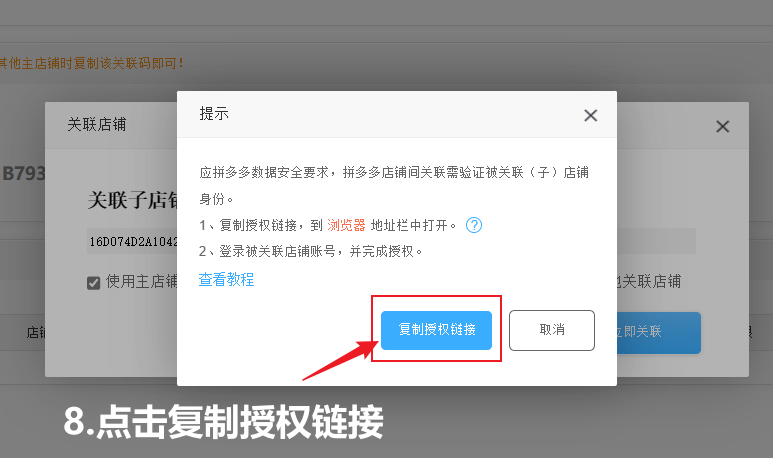 其他主店铺时复制该关联码即可！
关联店铺
提示
应拼多多数据安全要求，拼多多店铺间关联需验证被关联（子）店铺
身份。
B793
关联子店
1、复制授权链接，到 浏览器 地址栏中打开。
16D074D2A1042
2、登录被关联店铺账号，并完成授权。
查看教程
使用主店铺
关联店铺
复制授权链接
取消
店铺
立即关联
8.点击复制授权链接